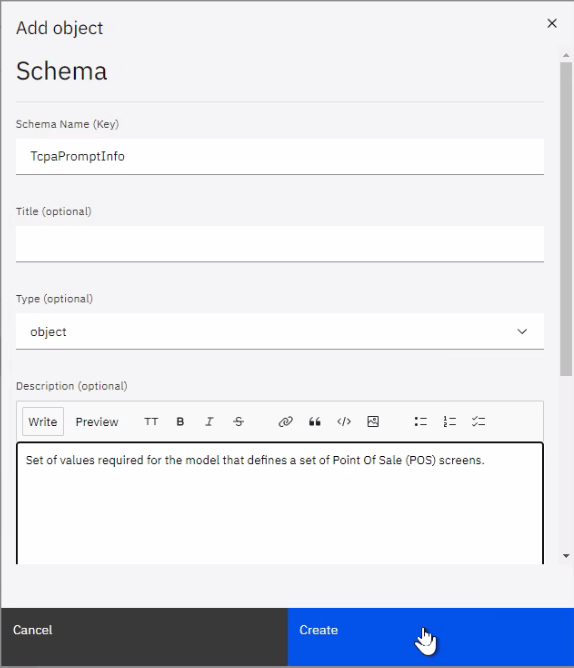 Add object
Schema
Schema Name (Key)
TcpaPromptInfo
Title (optional)
Type (optional)
object
Description (optional)
Write Preview TT B I S
Set of values required for the model that defines a set of Point Of Sale (POS) screens.
Cancel Create